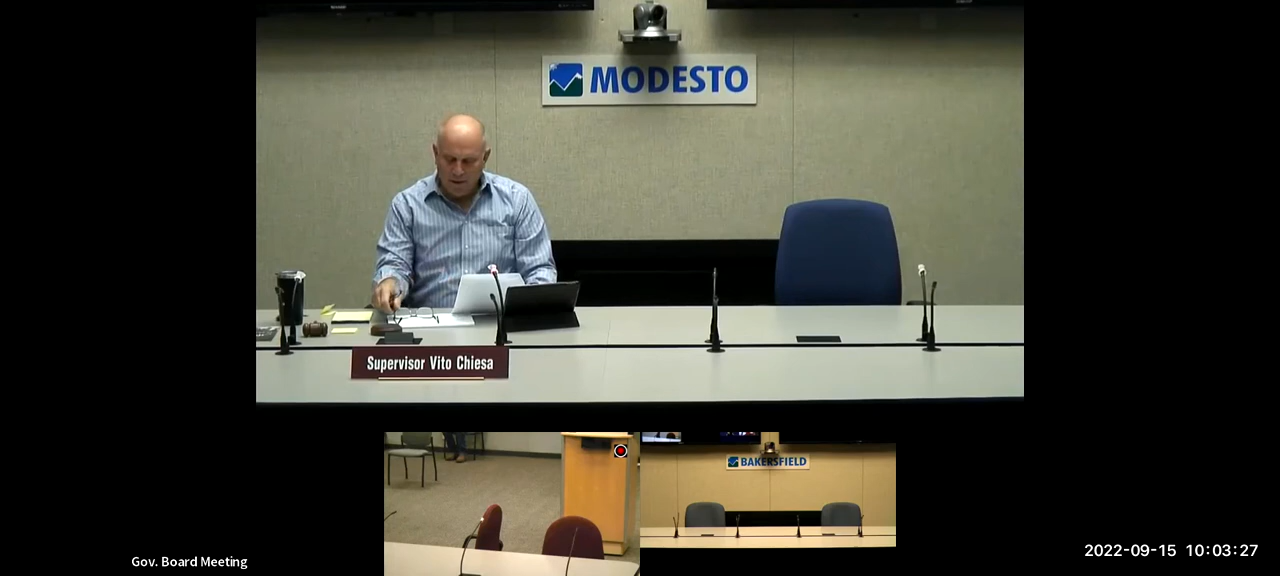 MODESTO
Supervisor Vito Chiesa
BAKERSFIELD
Gov. Board Meeting
2022-09-15 10:03:27